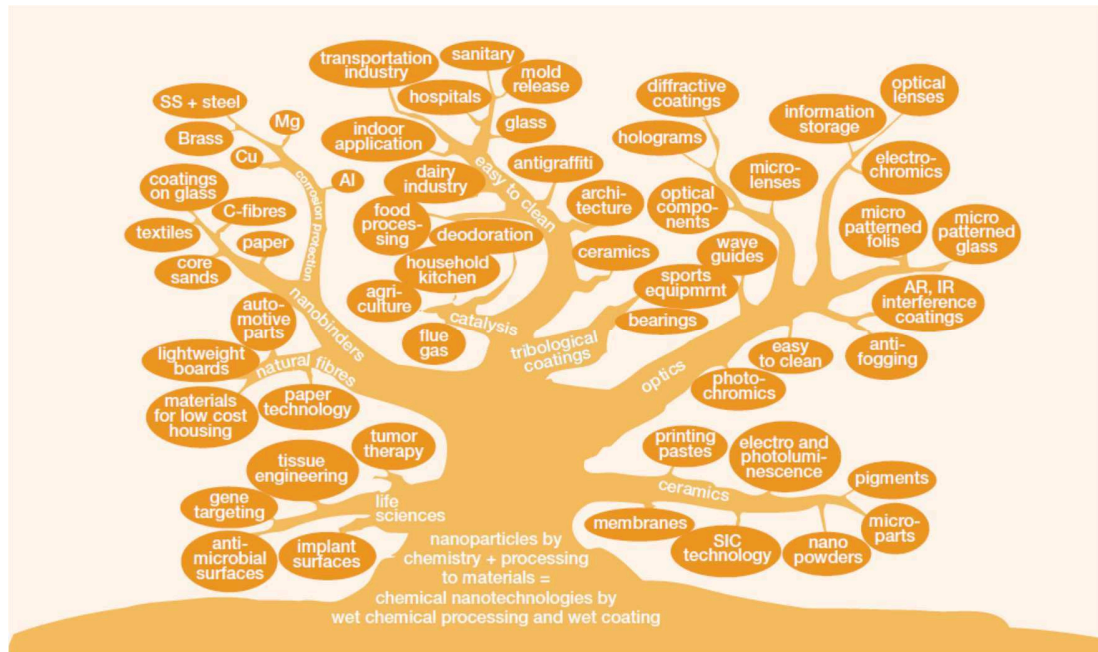 transportation
industry
sanitary
mold
release
hospitals
glass
indoor
application
easy to clean
antigraffiti
dairy
industry
archi-
tecture
food
proces-
sing
deodoration
ceramics
household
kitchen
agri-
culture
catalysis
flue
gas
SS + steel
Mg
Brass
Cu
Al
corrosion protection
coatings
on glass
C-fibres
textiles
paper
core
sands
nanobinders
auto-
motive
parts
lightweight
boards
natural fibres
materials
for low cost
housing
paper
technology
diffractive
coatings
holograms
micro-
lenses
optical
compo-
nents
wave
guides
sports
equipmrnt
bearings
tribological
coatings
optical
lenses
information
storage
electro-
chromics
micro
patterned
folis
micro
patterned
glass
AR, IR
interference
coatings
anti-
fogging
easy
to clean
photo-
chromics
optics
tumor
therapy
tissue
engineering
gene
targeting
life
sciences
anti-
microbial
surfaces
implant
surfaces
printing
pastes
electro and
photolumi-
nescence
pigments
ceramics
micro-
parts
membranes
SIC
technology
nano
powders
nanoparticles by
chemistry + processing
to materials =
chemical nanotechnologies by
wet chemical processing and wet coating